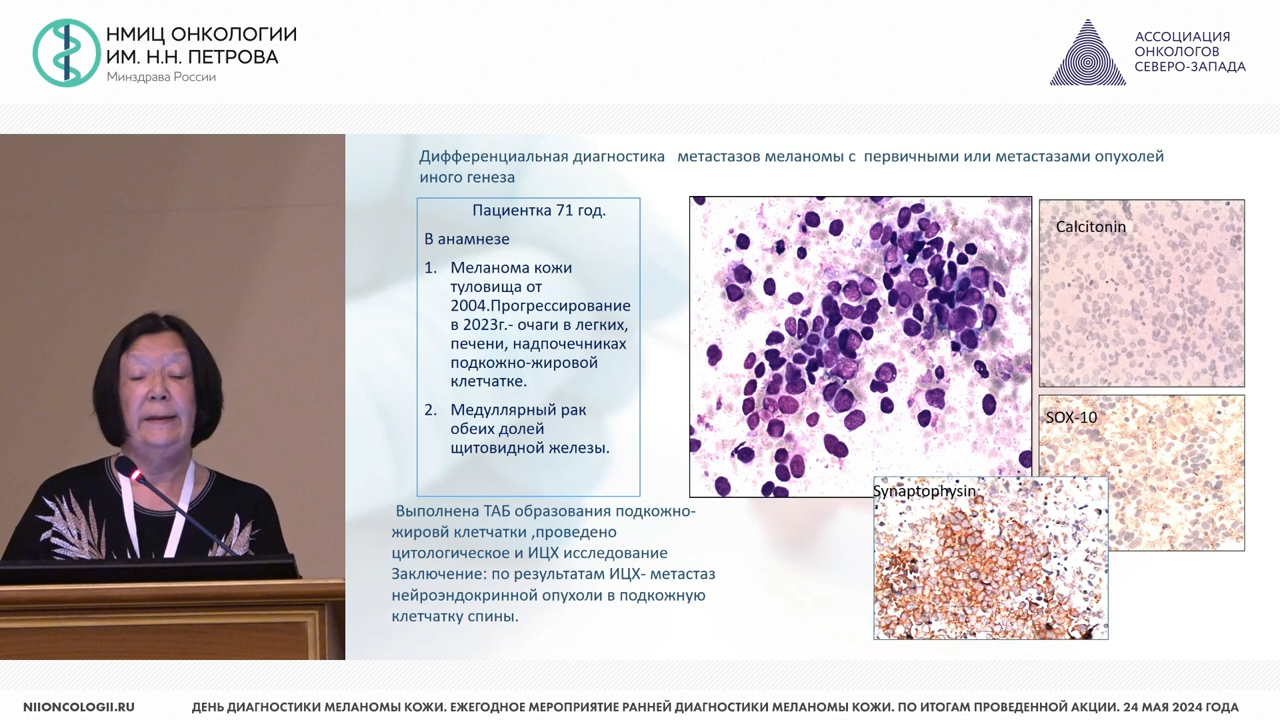 НМИЦ ОНКОЛОГИИ
ИМ. Н.Н. ПЕТРОВА
Минздрава России
АССОЦИАЦИЯ
ОНКОЛОГОВ
СЕВЕРО-ЗАПАДА
Дифференциальная диагностика метастазов меланомы с первичными или метастазами опухолей
иного генеза
Пациентка 71 год.
В анамнезе
1. Меланома кожи
туловища от
2004.Прогрессирование
в 2023г.- очаги в легких,
печени, надпочечниках
подкожно-жировой
клетчатке.
2. Медуллярный рак
обеих долей
щитовидной железы.
Выполнена ТАБ образования подкожно-
жировй клетчатки ,проведено
цитологическое и ИЦХ исследование
Заключение: по результатам ИЦХ- метастаз
нейроэндокринной опухоли в подкожную
клетчатку спины.
Calcitonin
SOX-10
Synaptophysin
NIIONCOLOGII.RU
ДЕНЬ ДИАГНОСТИКИ МЕЛАНОМЫ КОЖИ. ЕЖЕГОДНОЕ МЕРОПРИЯТИЕ РАННЕЙ ДИАГНОСТИКИ МЕЛАНОМЫ КОЖИ. ПО ИТОГАМ ПРОВЕДЕННОЙ АКЦИИ. 24 МАЯ 2024 ГОДА